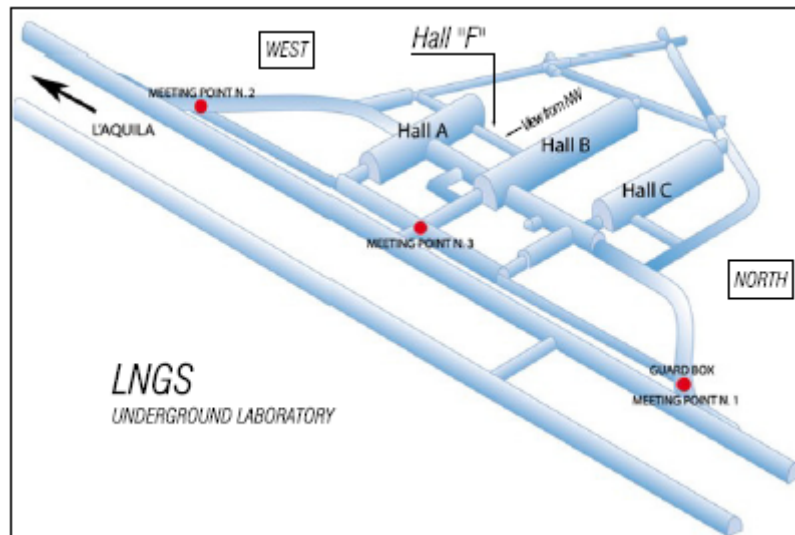 WEST
Hall "F"
MEETING POINT N. 2
L'AQUILA
Hall A
View from NW
Hall B
Hall C
MEETING POINT N. 3
NORTH
LNGS
UNDERGROUND LABORATORY
GUARD BOX
MEETING POINT N. 1